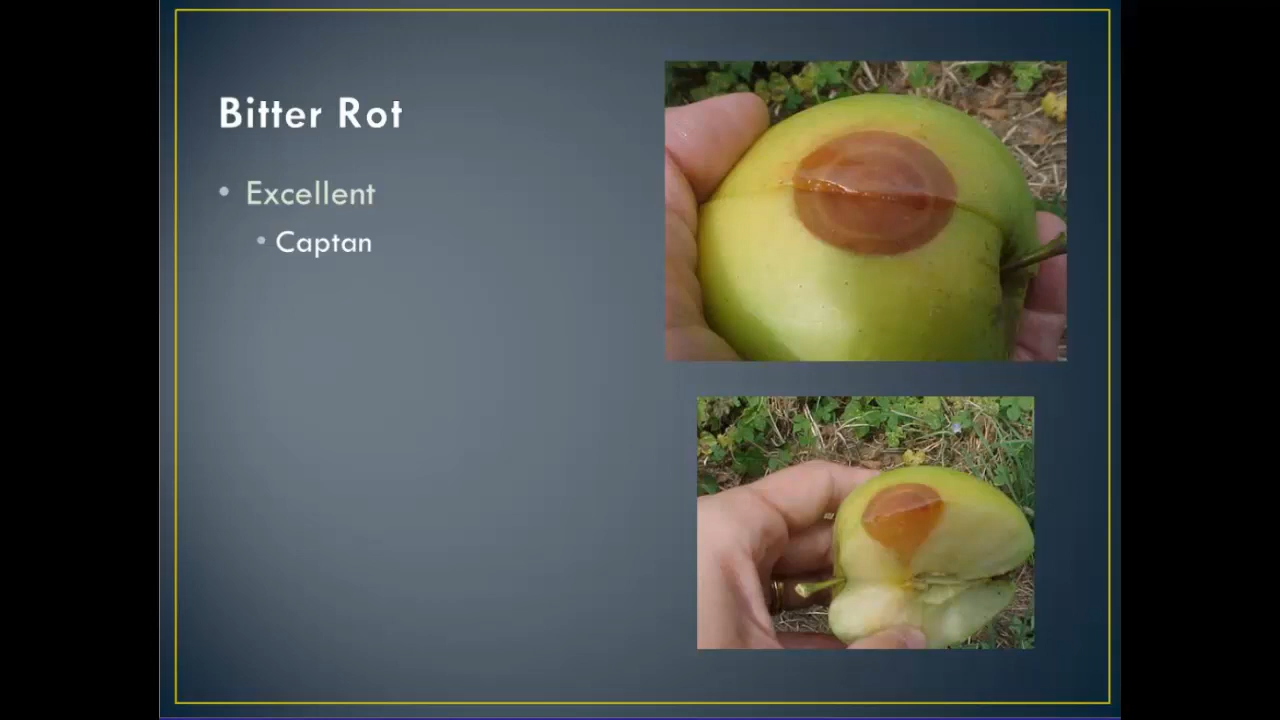 Bitter Rot
• Excellent
• Captan